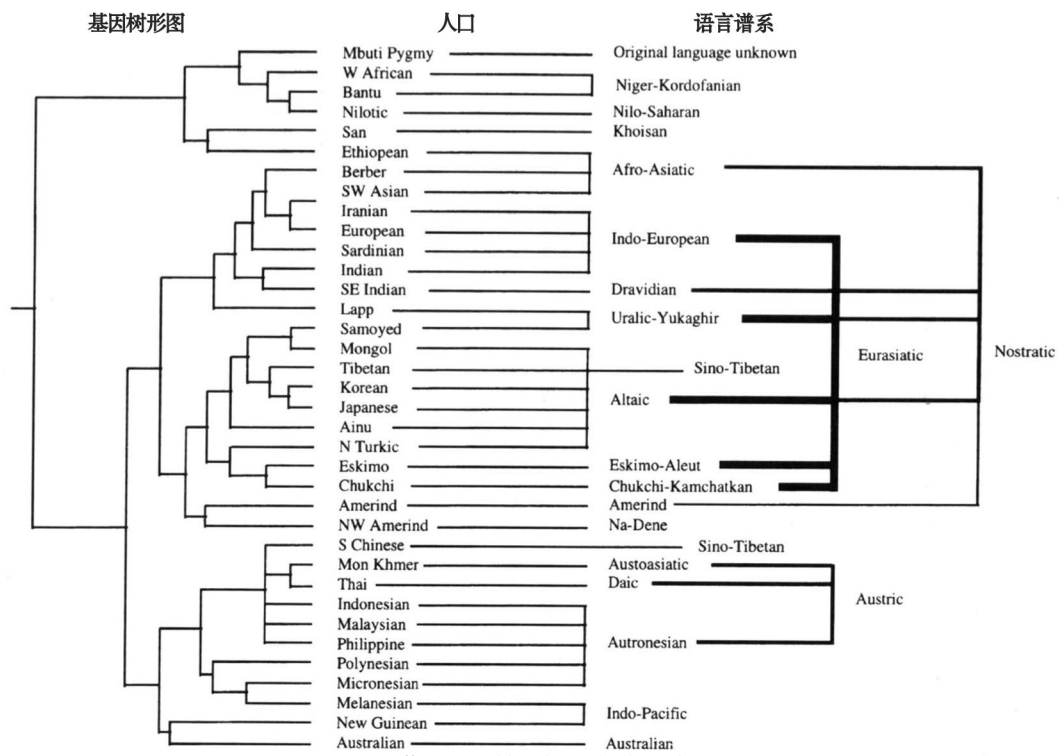 基因树形图 人口 语言谱系
Mbuti Pygmy Original language unknown
W African
Niger-Kordofanian
Bantu
Nilotic Nilo-Saharan
San Khoisan
Ethiopian
Berber Afro-Asiatic
SW Asian
Iranian
European Indo-European
Sardinian
Indian
SE Indian Dravidian
Lapp
Uralic-Yukaghir
Samoyed
Mongol
Eurasiatic Nostratic
Tibetan Sino-Tibetan
Korean
Japanese Altaic
Ainu
N Turkic
Eskimo Eskimo-Aleut
Chukchi Chukchi-Kamchatkan
Amerind Amerind
NW Amerind Na-Dene
S Chinese Sino-Tibetan
Mon Khmer Austoasiatic
Thai Daic
Indonesian Austric
Malaysian
Philippine Autronesian
Polynesian
Micronesian
Melanesian
Indo-Pacific
New Guinean
Australian Australian